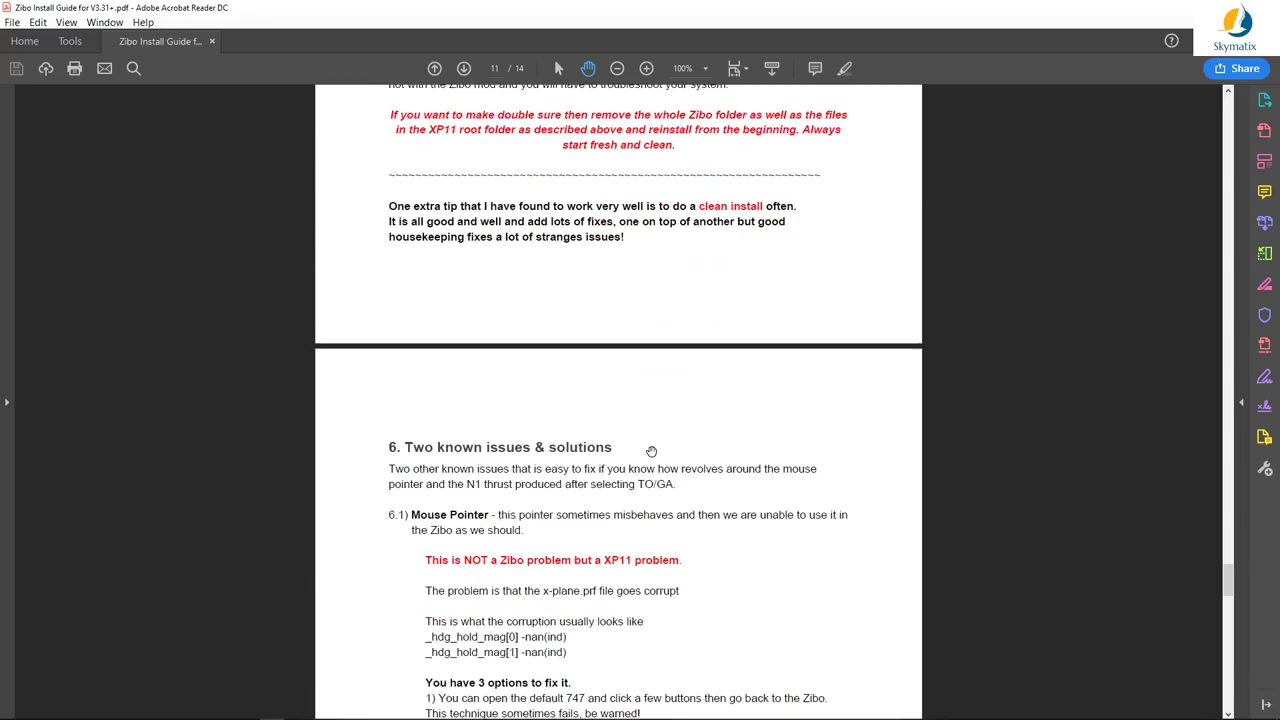 Zibo Install Guide for V3.31+.pdf - Adobe Acrobat Reader DC
File Edit View Window Help
Home Tools Zibo Install Guide f... ×
Skymatix
11 / 14 100% Share
not with the Zibo mod and you will have to troubleshoot your system.
If you want to make double sure then remove the whole Zibo folder as well as the files
in the XP11 root folder as described above and reinstall from the beginning. Always
start fresh and clean.
~~~~~~~~~~~~~~~~~~~~~~~~~~~~~~~~~~~~~~~~~~~~~~~~~~~~~~~~~~~~~~~~~~
One extra tip that I have found to work very well is to do a clean install often.
It is all good and well and add lots of fixes, one on top of another but good
housekeeping fixes a lot of stranges issues!
6. Two known issues & solutions
Two other known issues that is easy to fix if you know how revolves around the mouse
pointer and the N1 thrust produced after selecting TO/GA.
6.1) Mouse Pointer - this pointer sometimes misbehaves and then we are unable to use it in
the Zibo as we should.
This is NOT a Zibo problem but a XP11 problem.
The problem is that the x-plane.prf file goes corrupt
This is what the corruption usually looks like
_hdg_hold_mag[0] -nan(ind)
_hdg_hold_mag[1] -nan(ind)
You have 3 options to fix it.
1) You can open the default 747 and click a few buttons then go back to the Zibo.
This technique sometimes fails, be warned!